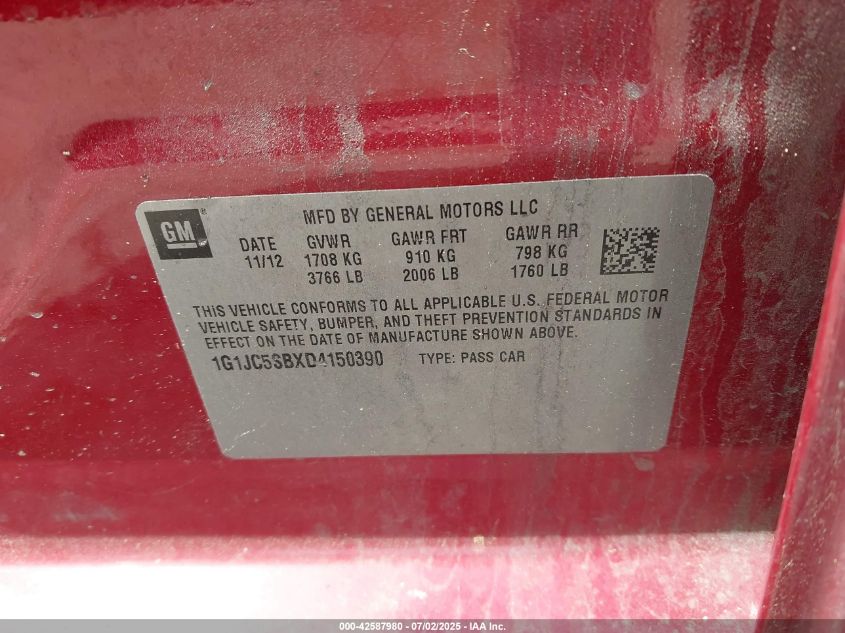 GM
®
MFD BY GENERAL MOTORS LLC
DATE GVWR GAWR FRT GAWR RR
11/12 1708 KG 910 KG 798 KG
3766 LB 2006 LB 1760 LB
THIS VEHICLE CONFORMS TO ALL APPLICABLE U.S. FEDERAL MOTOR
VEHICLE SAFETY, BUMPER, AND THEFT PREVENTION STANDARDS IN
EFFECT ON THE DATE OF MANUFACTURE SHOWN ABOVE.
1G1JC5SBXD4150390 TYPE: PASS CAR
000-42587980 - 07/02/2025 - IAA Inc.